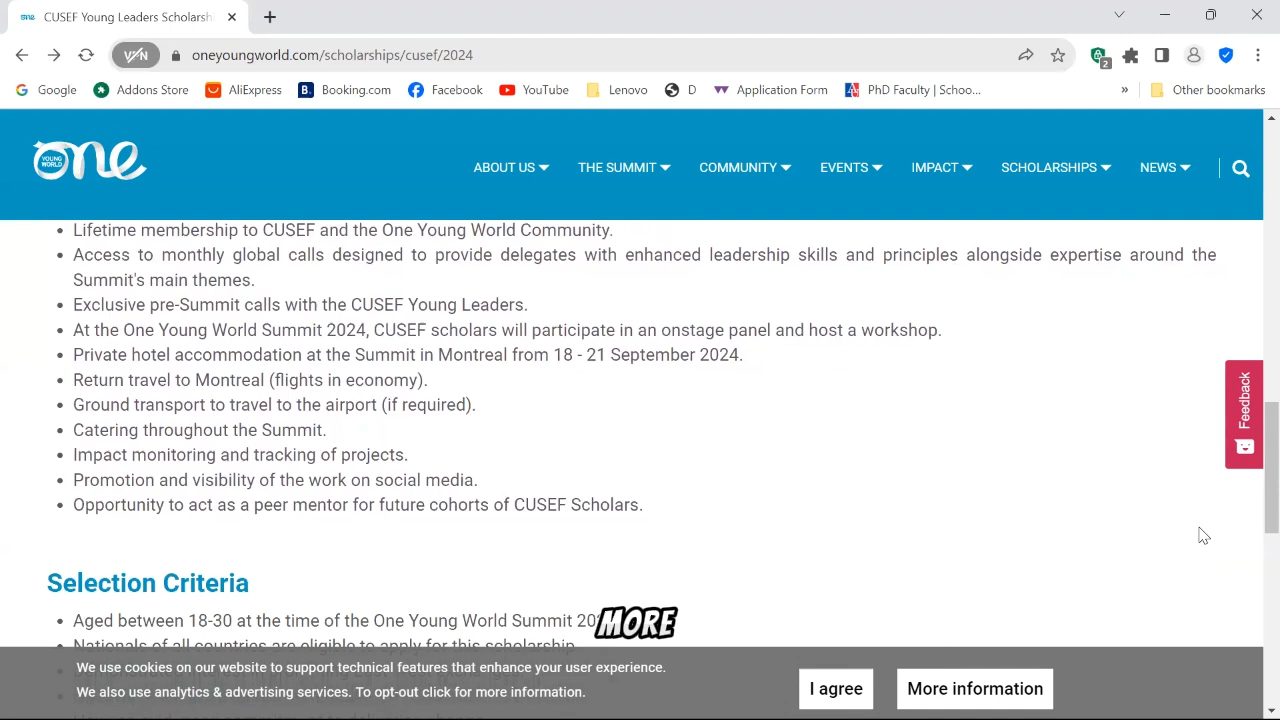 CUSEF Young Leaders Scholarsh
oneyoungworld.com/scholarships/cusef/2024
VPN
2
Google Addons Store AliExpress Booking.com Facebook YouTube Lenovo D Application Form PhD Faculty | Schoo... » Other bookmarks
one YOUNG WORLD
ABOUT US THE SUMMIT COMMUNITY EVENTS IMPACT SCHOLARSHIPS NEWS
• Lifetime membership to CUSEF and the One Young World Community.
• Access to monthly global calls designed to provide delegates with enhanced leadership skills and principles alongside expertise around the
Summit's main themes.
• Exclusive pre-Summit calls with the CUSEF Young Leaders.
• At the One Young World Summit 2024, CUSEF scholars will participate in an onstage panel and host a workshop.
• Private hotel accommodation at the Summit in Montreal from 18 - 21 September 2024.
• Return travel to Montreal (flights in economy).
• Ground transport to travel to the airport (if required).
• Catering throughout the Summit.
• Impact monitoring and tracking of projects.
• Promotion and visibility of the work on social media.
• Opportunity to act as a peer mentor for future cohorts of CUSEF Scholars.
Feedback
Selection Criteria
• Aged between 18-30 at the time of the One Young World Summit
MORE
• Nationals of all countries are eligible to apply for this scholarship.
We use cookies on our website to support technical features that enhance your user experience.
We also use analytics & advertising services. To opt-out click for more information.
I agree
More information